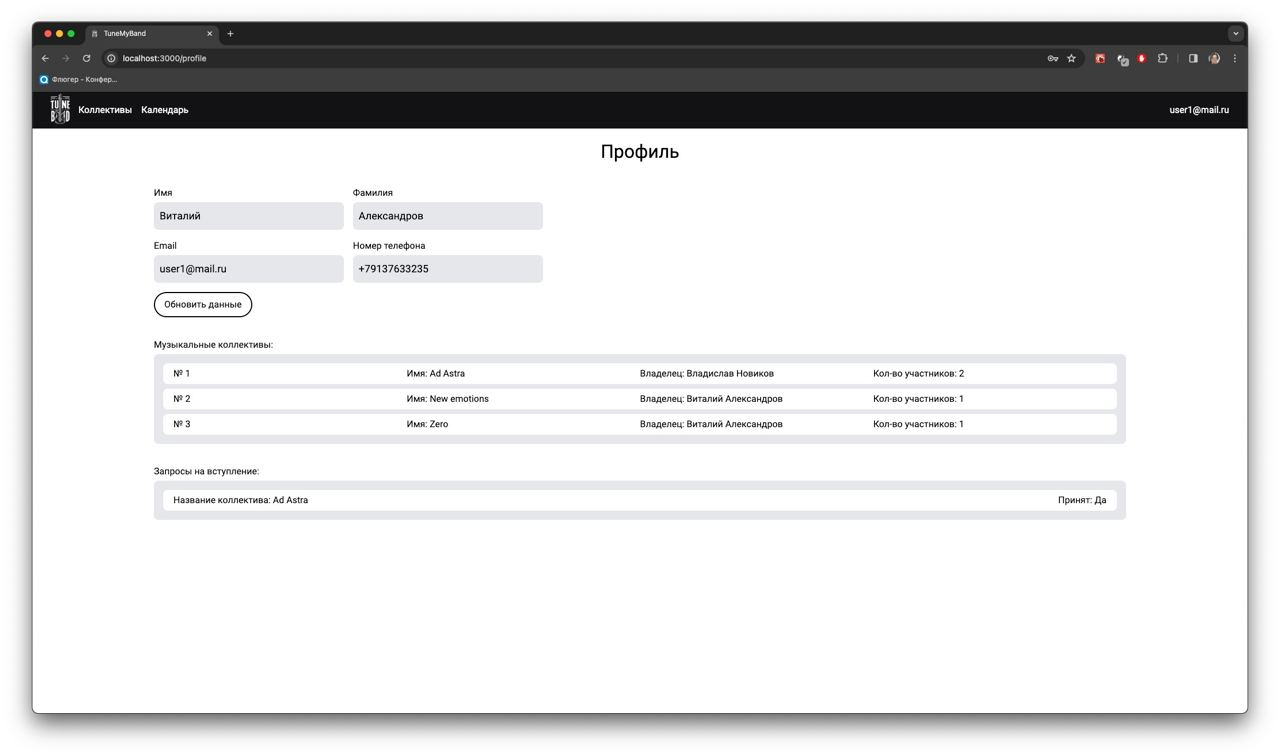 TuneMyBand
localhost:3000/profile
Флюгер - Конфер...
TUNE
Коллективы Календарь user1@mail.ru
Профиль
Имя Фамилия
Виталий Александров
Email Номер телефона
user1@mail.ru +79137633235
Обновить данные
Музыкальные коллективы:
№ 1 Имя: Ad Astra Владелец: Владислав Новиков Кол-во участников: 2
№ 2 Имя: New emotions Владелец: Виталий Александров Кол-во участников: 1
№ 3 Имя: Zero Владелец: Виталий Александров Кол-во участников: 1
Запросы на вступление:
Название коллектива: Ad Astra Принят: Да